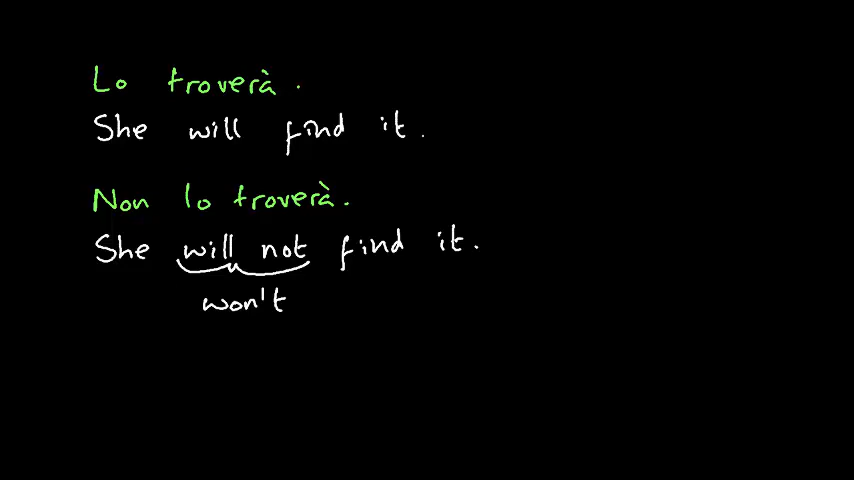 Lo troverà.
She will find it.
Non lo troverà.
She will not find it.
won't